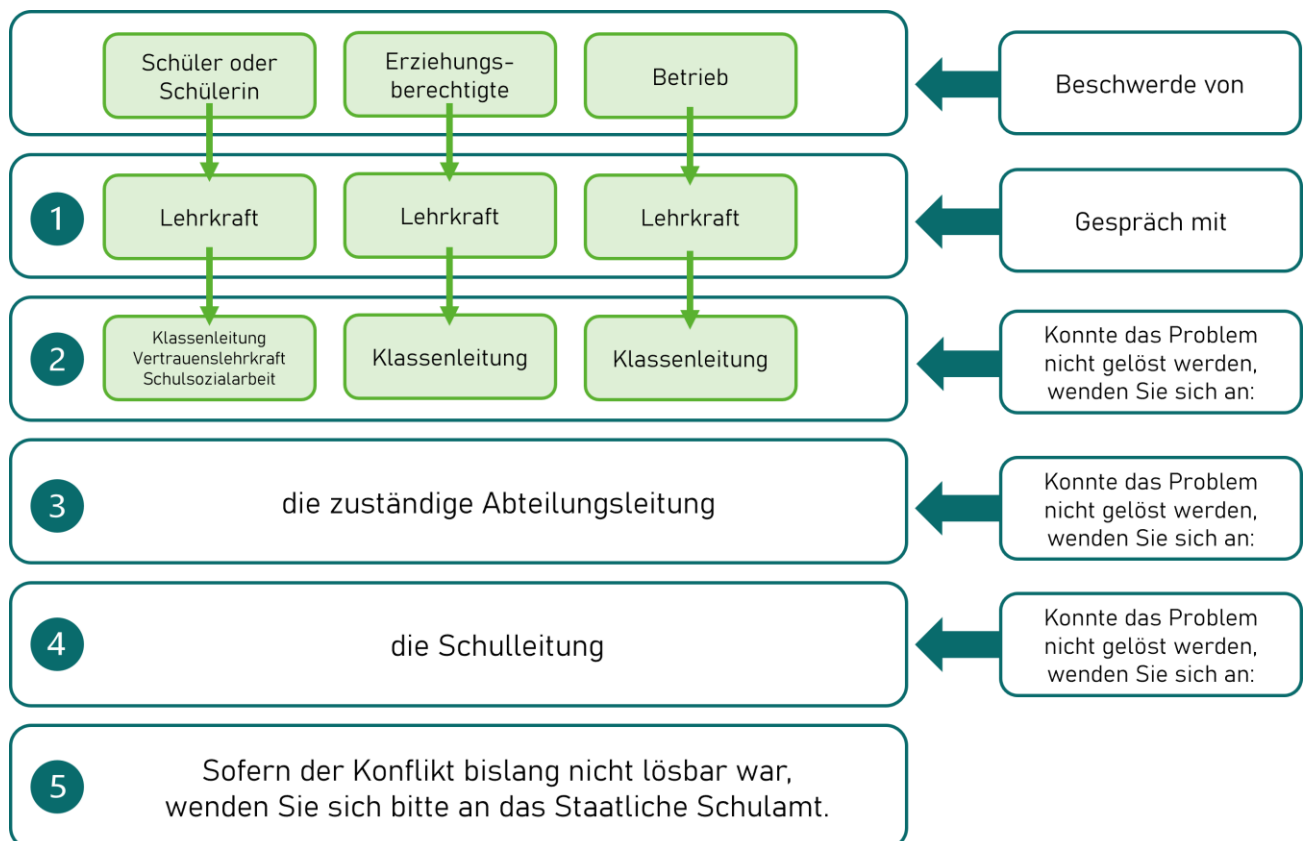 Schüler oder
Schülerin
Erziehungs-
berechtigte
Betrieb
Beschwerde von
1
Lehrkraft
Lehrkraft
Lehrkraft
Gespräch mit
2
Klassenleitung
Vertrauenslehrkraft
Schulsozialarbeit
Klassenleitung
Klassenleitung
Konnte das Problem
nicht gelöst werden,
wenden Sie sich an:
3
die zuständige Abteilungsleitung
Konnte das Problem
nicht gelöst werden,
wenden Sie sich an:
4
die Schulleitung
Konnte das Problem
nicht gelöst werden,
wenden Sie sich an:
5
Sofern der Konflikt bislang nicht lösbar war,
wenden Sie sich bitte an das Staatliche Schulamt.